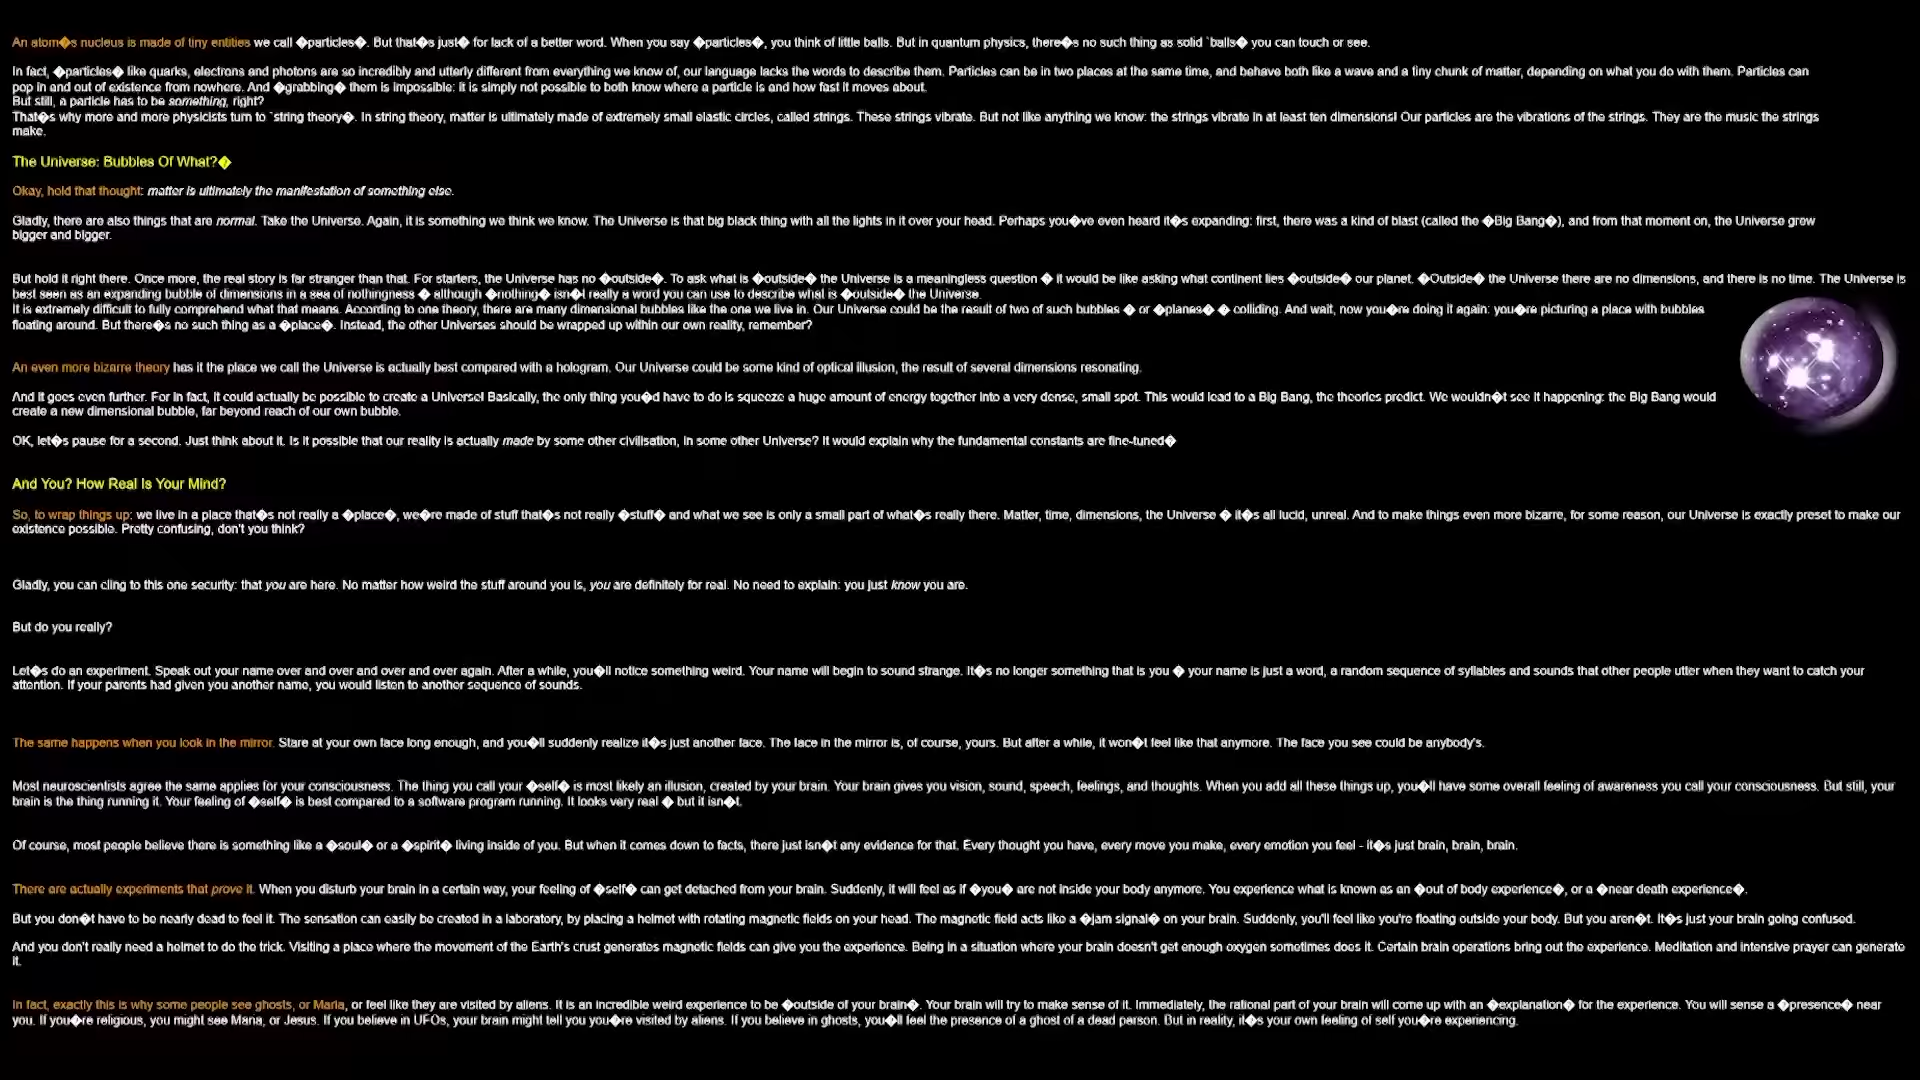 An atom�s nucleus is made of tiny entities we call �particles�. But that�s just� for lack of a better word. When you say �particles�, you think of little balls. But in quantum physics, there�s no such thing as solid `balls� you can touch or see.
In fact, �particles� like quarks, electrons and photons are so incredibly and utterly different from everything we know of, our language lacks the words to describe them. Particles can be in two places at the same time, and behave both like a wave and a tiny chunk of matter, depending on what you do with them. Particles can
pop in and out of existence from nowhere. And �grabbing� them is impossible: it is simply not possible to both know where a particle is and how fast it moves about.
But still, a particle has to be something, right?
That�s why more and more physicists turn to `string theory�. In string theory, matter is ultimately made of extremely small elastic circles, called strings. These strings vibrate. But not like anything we know: the strings vibrate in at least ten dimensions! Our particles are the vibrations of the strings. They are the music the strings
make.
The Universe: Bubbles Of What?�
Okay, hold that thought: matter is ultimately the manifestation of something else.
Gladly, there are also things that are normal. Take the Universe. Again, it is something we think we know. The Universe is that big black thing with all the lights in it over your head. Perhaps you�ve even heard it�s expanding: first, there was a kind of blast (called the �Big Bang�), and from that moment on, the Universe grew
bigger and bigger.
But hold it right there. Once more, the real story is far stranger than that. For starters, the Universe has no �outside�. To ask what is �outside� the Universe is a meaningless question � it would be like asking what continent lies �outside� our planet. �Outside� the Universe there are no dimensions, and there is no time. The Universe is
best seen as an expanding bubble of dimensions in a sea of nothingness � although �nothing� isn�t really a word you can use to describe what is �outside� the Universe.
It is extremely difficult to fully comprehend what that means. According to one theory, there are many dimensional bubbles like the one we live in. Our Universe could be the result of two of such bubbles � or �planes� � colliding. And wait, now you�re doing it again: you�re picturing a place with bubbles
floating around. But there�s no such thing as a �place�. Instead, the other Universes should be wrapped up within our own reality, remember?
An even more bizarre theory has it the place we call the Universe is actually best compared with a hologram. Our Universe could be some kind of optical illusion, the result of several dimensions resonating.
And it goes even further. For in fact, it could actually be possible to create a Universe! Basically, the only thing you�d have to do is squeeze a huge amount of energy together into a very dense, small spot. This would lead to a Big Bang, the theories predict. We wouldn�t see it happening: the Big Bang would
create a new dimensional bubble, far beyond reach of our own bubble.
OK, let�s pause for a second. Just think about it. Is it possible that our reality is actually made by some other civilisation, in some other Universe? It would explain why the fundamental constants are fine-tuned�
And You? How Real Is Your Mind?
So, to wrap things up: we live in a place that�s not really a �place�, we�re made of stuff that�s not really �stuff� and what we see is only a small part of what�s really there. Matter, time, dimensions, the Universe � it�s all lucid, unreal. And to make things even more bizarre, for some reason, our Universe is exactly preset to make our
existence possible. Pretty confusing, don't you think?
Gladly, you can cling to this one security: that you are here. No matter how weird the stuff around you is, you are definitely for real. No need to explain: you just know you are.
But do you really?
Let�s do an experiment. Speak out your name over and over and over and over again. After a while, you�ll notice something weird. Your name will begin to sound strange. It�s no longer something that is you � your name is just a word, a random sequence of syllables and sounds that other people utter when they want to catch your
attention. If your parents had given you another name, you would listen to another sequence of sounds.
The same happens when you look in the mirror. Stare at your own face long enough, and you�ll suddenly realize it�s just another face. The face in the mirror is, of course, yours. But after a while, it won�t feel like that anymore. The face you see could be anybody's.
Most neuroscientists agree the same applies for your consciousness. The thing you call your �self� is most likely an illusion, created by your brain. Your brain gives you vision, sound, speech, feelings, and thoughts. When you add all these things up, you�ll have some overall feeling of awareness you call your consciousness. But still, your
brain is the thing running it. Your feeling of �self� is best compared to a software program running. It looks very real � but it isn�t.
Of course, most people believe there is something like a �soul� or a �spirit� living inside of you. But when it comes down to facts, there just isn�t any evidence for that. Every thought you have, every move you make, every emotion you feel - it�s just brain, brain, brain.
There are actually experiments that prove it. When you disturb your brain in a certain way, your feeling of �self� can get detached from your brain. Suddenly, it will feel as if �you� are not inside your body anymore. You experience what is known as an �out of body experience�, or a �near death experience�.
But you don�t have to be nearly dead to feel it. The sensation can easily be created in a laboratory, by placing a helmet with rotating magnetic fields on your head. The magnetic field acts like a �jam signal� on your brain. Suddenly, you'll feel like you're floating outside your body. But you aren�t. It�s just your brain going confused.
And you don't really need a helmet to do the trick. Visiting a place where the movement of the Earth's crust generates magnetic fields can give you the experience. Being in a situation where your brain doesn't get enough oxygen sometimes does it. Certain brain operations bring out the experience. Meditation and intensive prayer can generate
it.
In fact, exactly this is why some people see ghosts, or Maria, or feel like they are visited by aliens. It is an incredible weird experience to be �outside of your brain�. Your brain will try to make sense of it. Immediately, the rational part of your brain will come up with an �explanation� for the experience. You will sense a �presence� near
you. If you�re religious, you might see Maria, or Jesus. If you believe in UFOs, your brain might tell you you�re visited by aliens. If you believe in ghosts, you�ll feel the presence of a ghost of a dead person. But in reality, it�s your own feeling of self you�re experiencing.